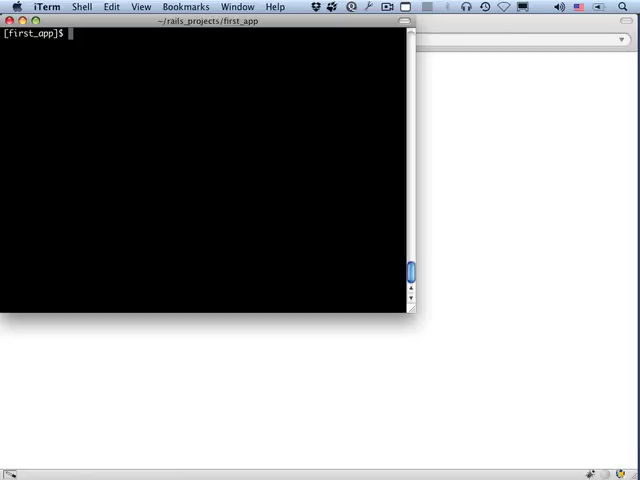 iTerm Shell Edit View Bookmarks Window Help
~/rails_projects/first_app
[first_app]$